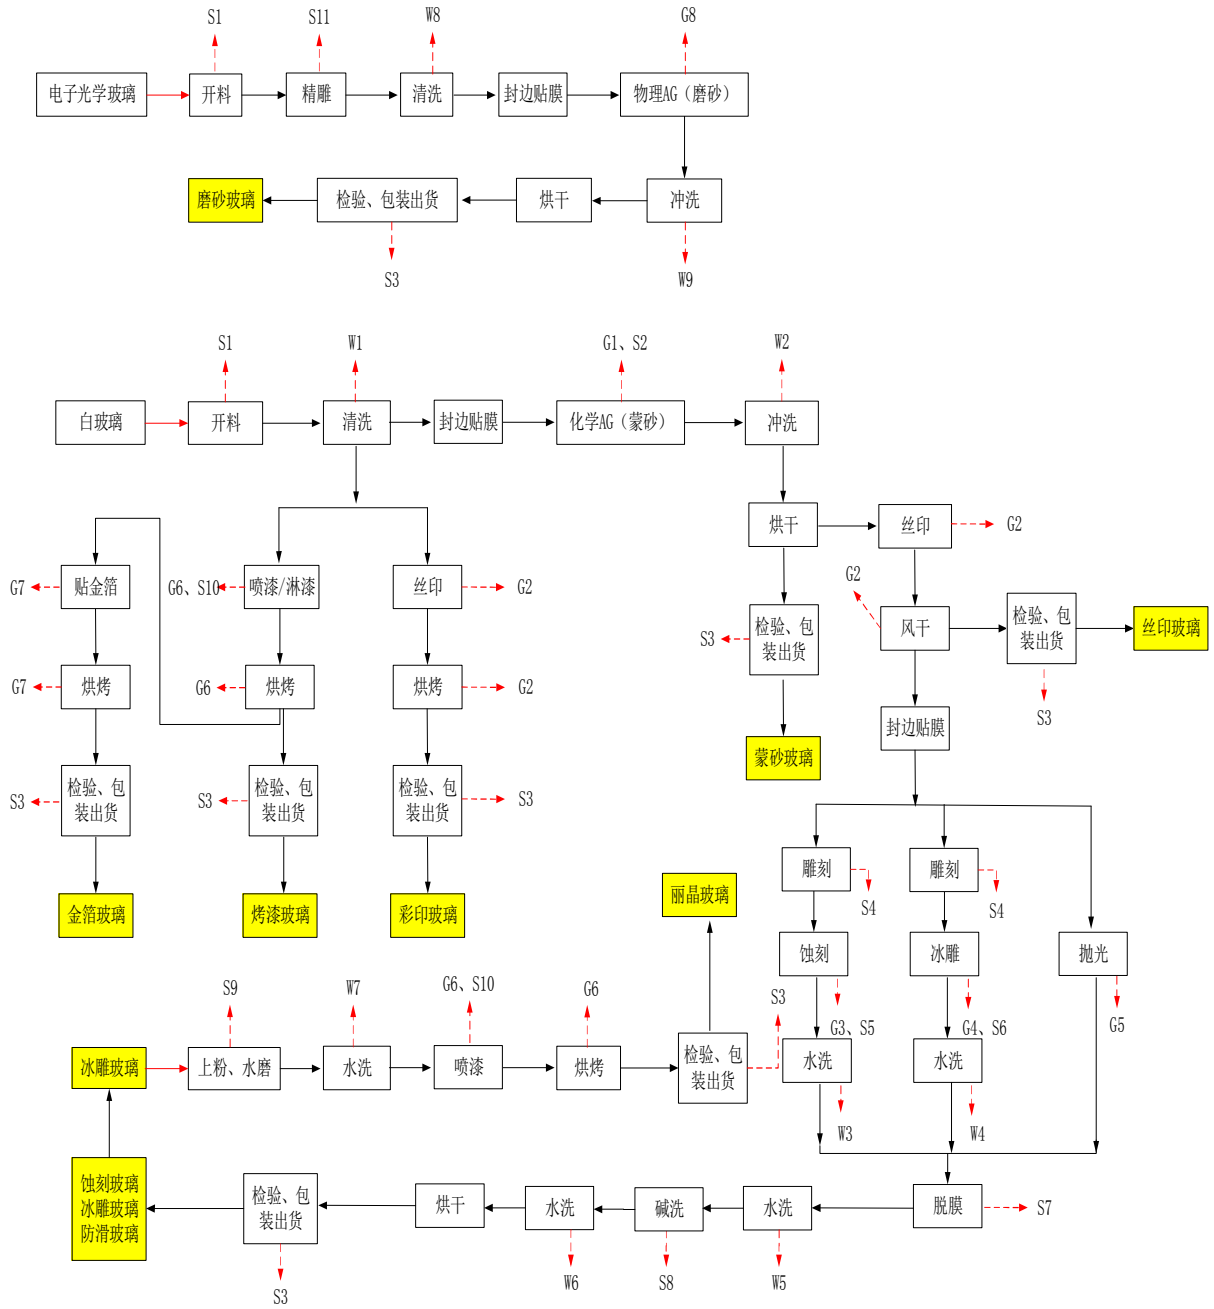 S1
S11
W8
G8
电子光学玻璃
开料
精雕
清洗
封边贴膜
物理AG（磨砂）
磨砂玻璃
检验、包装出货
烘干
冲洗
S3
W9
S1
W1
G1、S2
W2
白玻璃
开料
清洗
封边贴膜
化学AG（蒙砂）
冲洗
烘干
丝印
G2
G7
贴金箔
G6、S10
喷漆/淋漆
丝印
G2
G2
S3
检验、包
装出货
风干
检验、包
装出货
丝印玻璃
G7
烘烤
G6
烘烤
烘烤
G2
S3
封边贴膜
蒙砂玻璃
S3
检验、包
装出货
S3
检验、包
装出货
检验、包
装出货
S3
雕刻
S4
雕刻
S4
金箔玻璃
烤漆玻璃
彩印玻璃
丽晶玻璃
蚀刻
冰雕
抛光
S9
W7
G6、S10
G6
S3
G3、S5
G4、S6
G5
冰雕玻璃
上粉、水磨
水洗
喷漆
烘烤
检验、包
装出货
水洗
水洗
W3
W4
蚀刻玻璃
冰雕玻璃
防滑玻璃
检验、包
装出货
烘干
水洗
碱洗
水洗
脱膜
S7
S3
W6
S8
W5